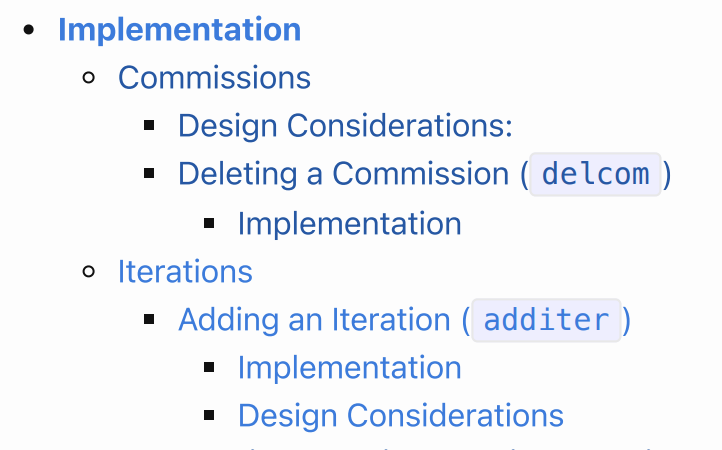 Implementation
Commissions
Design Considerations:
Deleting a Commission ( delcom )
Implementation
Iterations
Adding an Iteration ( additer )
Implementation
Design Considerations